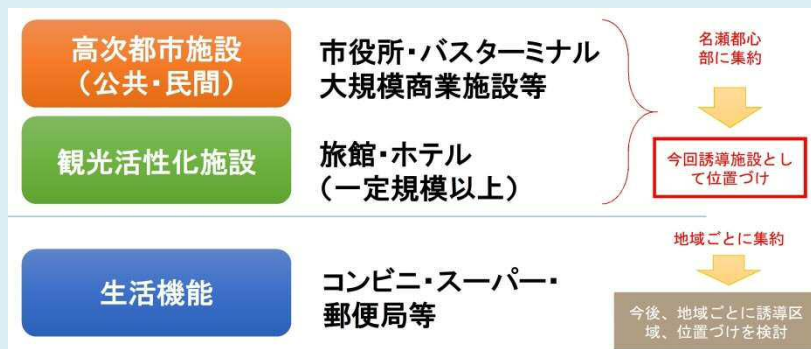 高次都市施設
（公共・民間）
市役所・バスターミナル
大規模商業施設等
名瀬都心
部に集約
観光活性化施設
旅館・ホテル
（一定規模以上）
今回誘導施設とし
て位置づけ
生活機能
コンビニ・スーパー・
郵便局等
地域ごとに集約
今後、地域ごとに誘導区
域、位置づけを検討